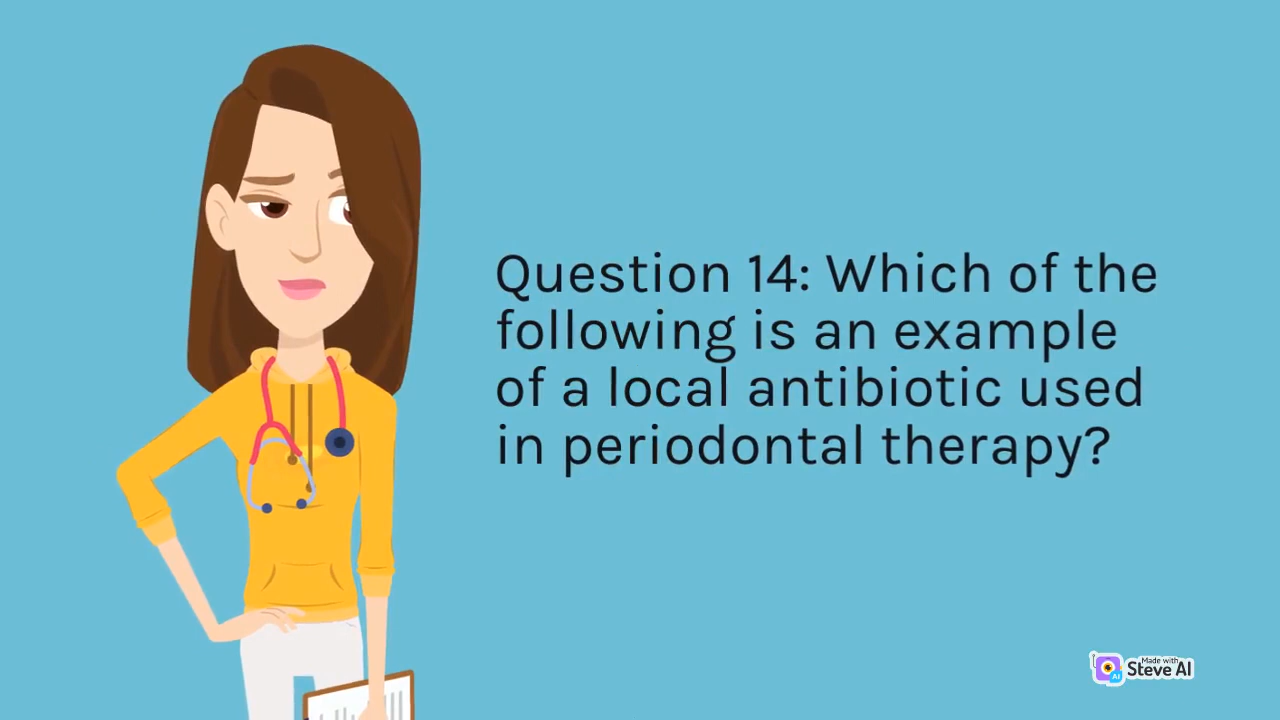 Question 14: Which of the
following is an example
of a local antibiotic used
in periodontal therapy?
Made with
Steve AI
AI